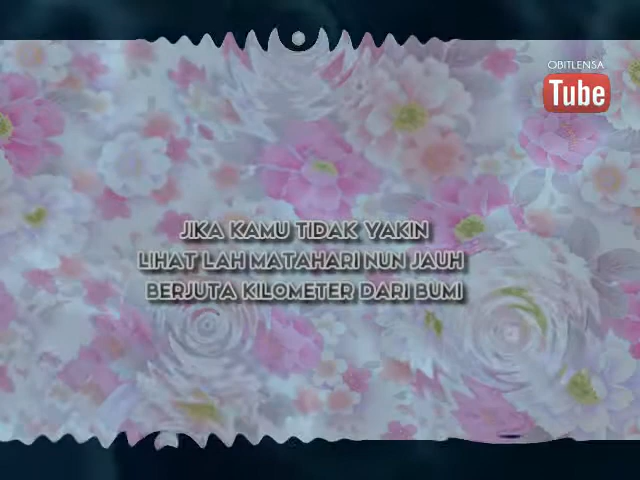 OBITLENSA
Tube
JIKA KAMU TIDAK YAKIN
LIHAT LAH MATAHARI NUN JAUH
BERJUTA KILOMETER DARI BUMI